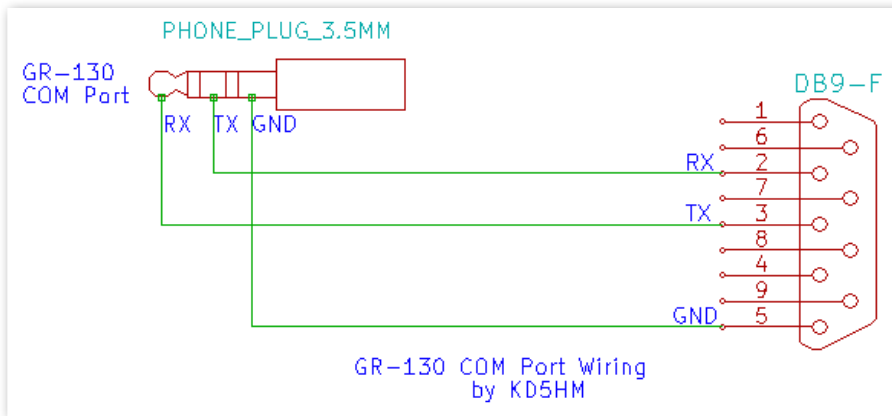 PHONE_PLUG_3.5MM
GR-130
COM Port
RX TX GND
DB9-F
1
6
RX 2
7
TX 3
8
4
9
GND 5
GR-130 COM Port Wiring
by KD5HM